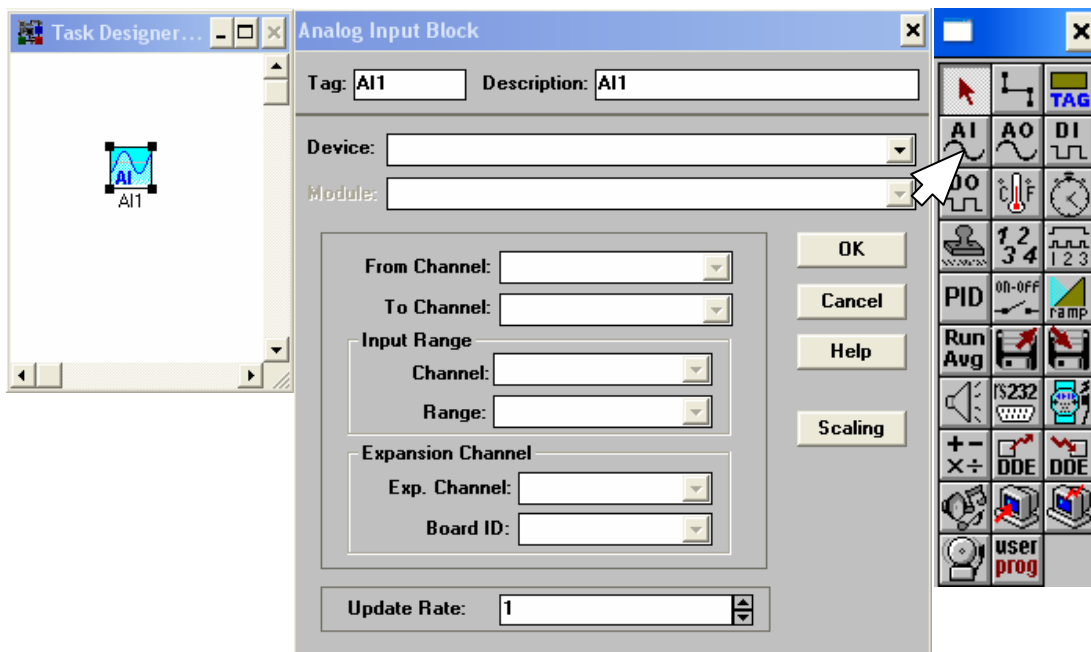 Task Designer...
AI
AI1
Analog Input Block
Tag: AI1 Description: AI1
Device:
Module:
From Channel:
To Channel:
Input Range
Channel:
Range:
Expansion Channel
Exp. Channel:
Board ID:
Update Rate: 1
OK
Cancel
Help
Scaling
TAG
AI AO DI
DO °C °F
1 2 3 4 1 2 3
PID on-off ramp
Run Avg
rs232
+ − × ÷ DDE DDE
user prog